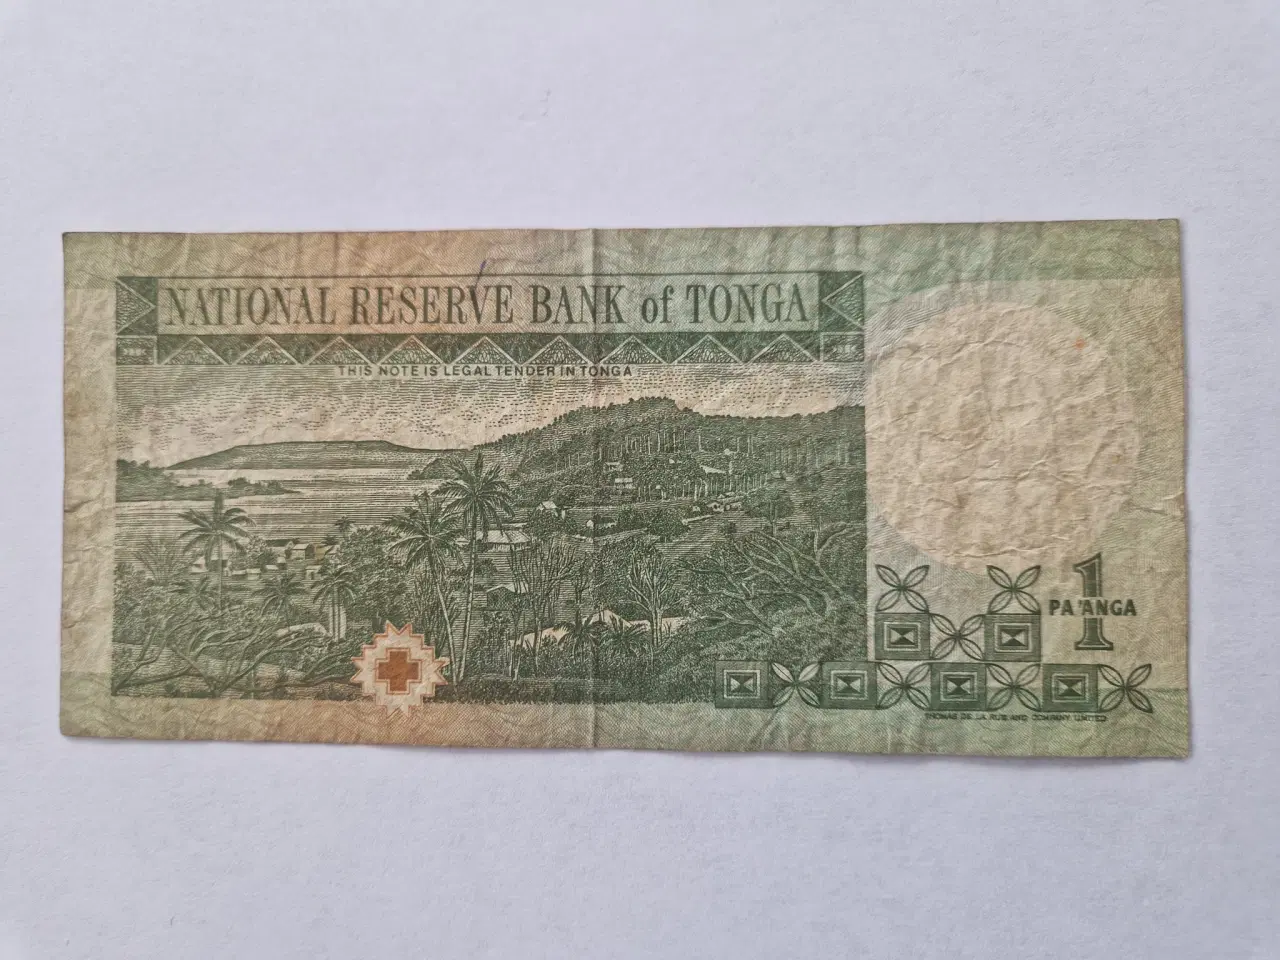 NATIONAL RESERVE BANK of TONGA
THIS NOTE IS LEGAL TENDER IN TONGA
1
PA'ANGA
THOMAS DE LA RUE AND COMPANY LIMITED